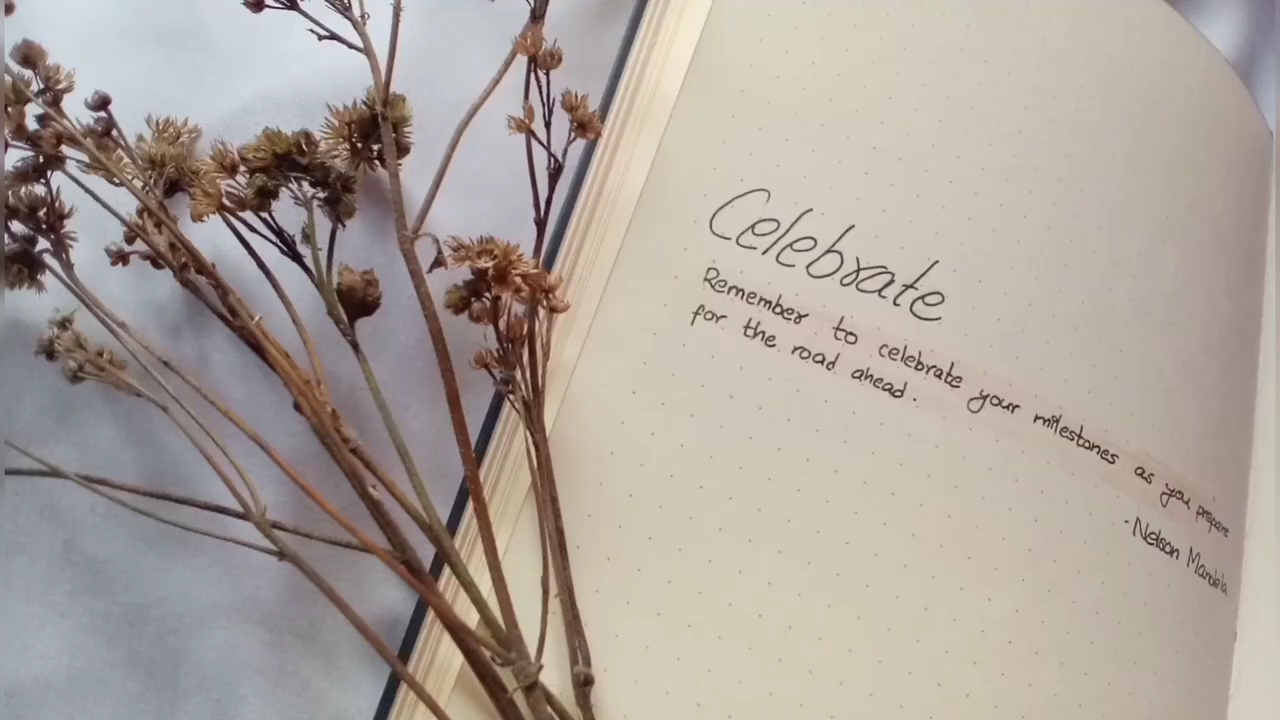 Celebrate
Remember to celebrate your milestones as you prepare
for the road ahead.
- Nelson Mandela